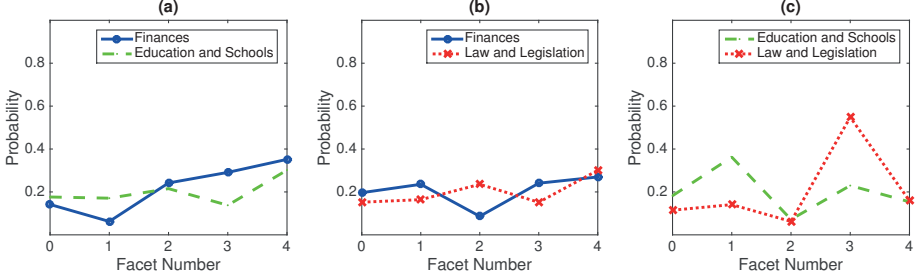 (a)
Finances
Education and Schools
0.8
0.6
0.4
0.2
Probability
0 1 2 3 4
Facet Number
(b)
Finances
Law and Legislation
0.8
0.6
0.4
0.2
Probability
0 1 2 3 4
Facet Number
(c)
Education and Schools
Law and Legislation
0.8
0.6
0.4
0.2
Probability
0 1 2 3 4
Facet Number